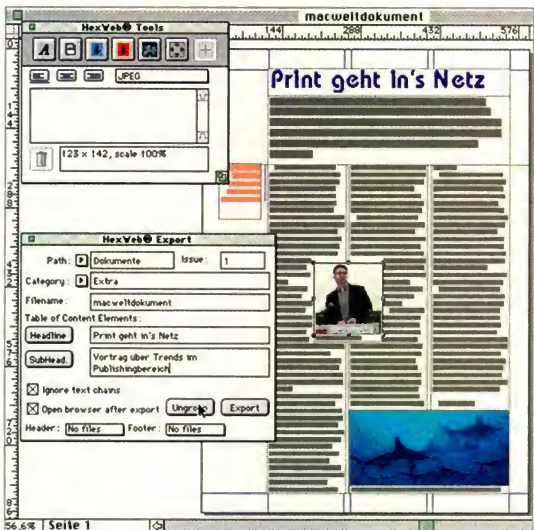 macweltdokument
144 288 432 576
HexWeb® Tools
A B
JPEG
123 x 142, scale 100%
Print geht in's Netz
HexWeb® Export
Path: Dokumente Issue: 1
Category: Extra
Filename: macweltdokument
Table of Content Elements:
Headline Print geht in's Netz
SubHead. Vortrag über Trends im
Publishingbereich
Ignore text chains
Open browser after export Export
Header: No files Footer: No files
56,6% Seite 1